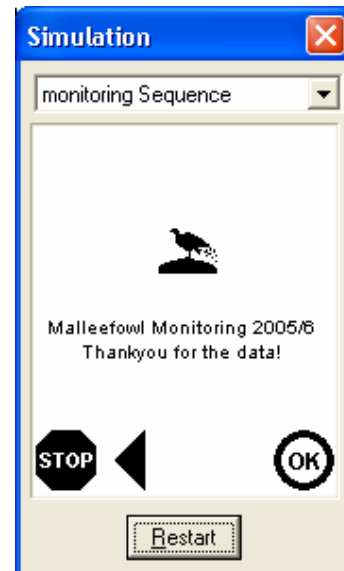 Simulation
monitoring Sequence
Malleefowl Monitoring 2005/6
Thankyou for the data!
STOP
OK
Restart